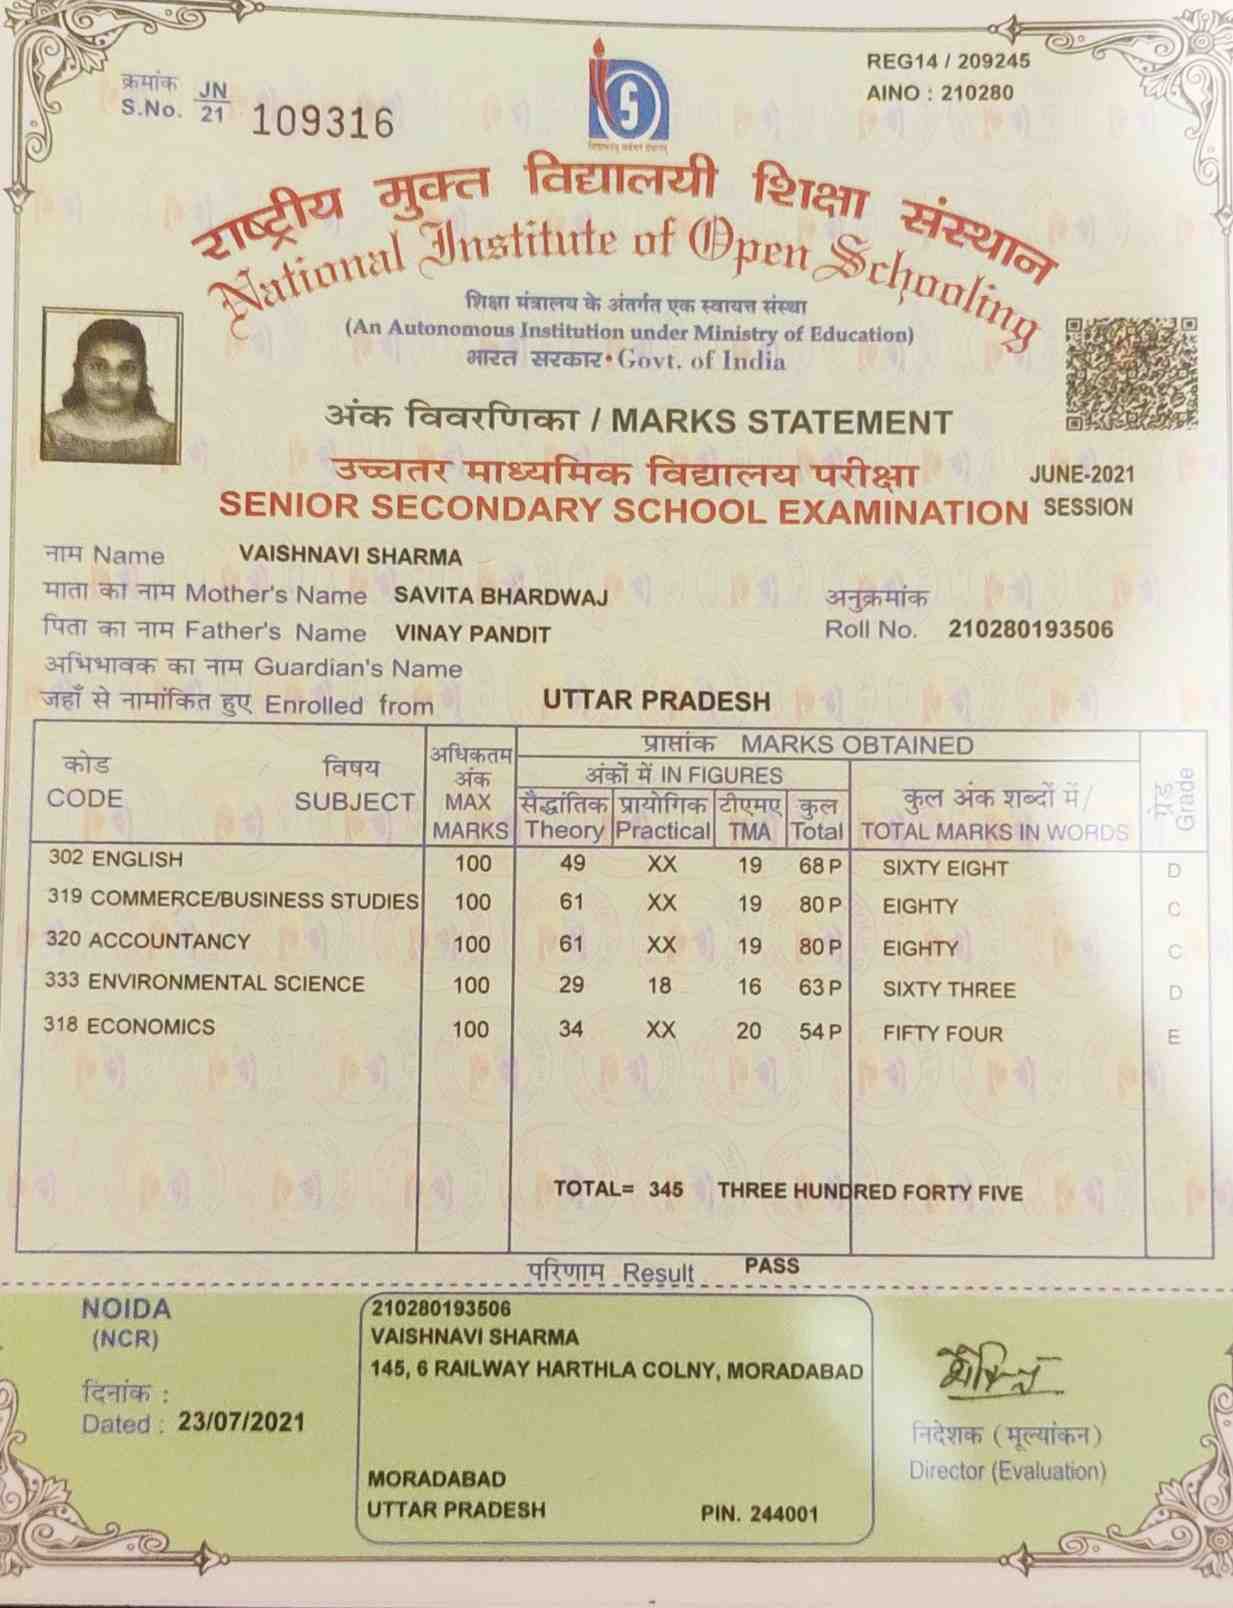 क्रमांक JN
S.No. 21 109316
REG14 / 209245
AINO : 210280
राष्ट्रीय मुक्त विद्यालयी शिक्षा संस्थान
National Institute of Open Schooling
शिक्षा मंत्रालय के अंतर्गत एक स्वायत्त संस्था
(An Autonomous Institution under Ministry of Education)
भारत सरकार • Govt. of India
अंक विवरणिका / MARKS STATEMENT
उच्चतर माध्यमिक विद्यालय परीक्षा JUNE-2021
SENIOR SECONDARY SCHOOL EXAMINATION SESSION
नाम Name VAISHNAVI SHARMA
माता का नाम Mother's Name SAVITA BHARDWAJ अनुक्रमांक
पिता का नाम Father's Name VINAY PANDIT Roll No. 210280193506
अभिभावक का नाम Guardian's Name
जहाँ से नामांकित हुए Enrolled from UTTAR PRADESH
कोड विषय अधिकतम अंक प्राप्तांक MARKS OBTAINED
CODE SUBJECT MAX MARKS अंकों में IN FIGURES कुल अंक शब्दों में/ ग्रेड
सैद्धांतिक प्रायोगिक टीएमए कुल
Theory Practical TMA Total TOTAL MARKS IN WORDS Grade
302 ENGLISH 100 49 XX 19 68 P SIXTY EIGHT D
319 COMMERCE/BUSINESS STUDIES 100 61 XX 19 80 P EIGHTY C
320 ACCOUNTANCY 100 61 XX 19 80 P EIGHTY C
333 ENVIRONMENTAL SCIENCE 100 29 18 16 63 P SIXTY THREE D
318 ECONOMICS 100 34 XX 20 54 P FIFTY FOUR E
TOTAL= 345 THREE HUNDRED FORTY FIVE
परिणाम Result PASS
NOIDA
(NCR)
दिनांक :
Dated : 23/07/2021
210280193506
VAISHNAVI SHARMA
145, 6 RAILWAY HARTHLA COLNY, MORADABAD
MORADABAD
UTTAR PRADESH PIN. 244001
निदेशक (मूल्यांकन)
Director (Evaluation)